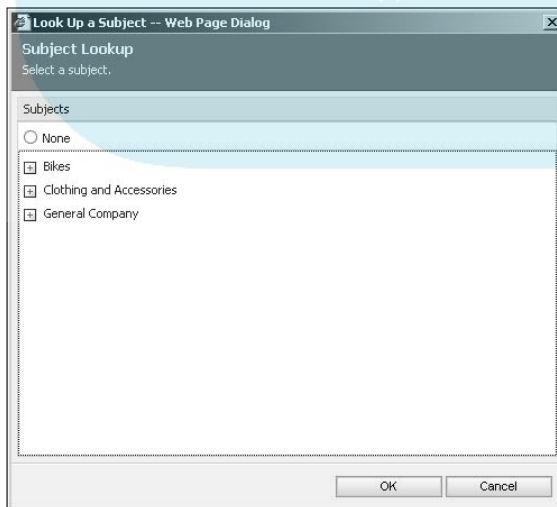 Look Up a Subject -- Web Page Dialog
Subject Lookup
Select a subject.
Subjects
None
Bikes
Clothing and Accessories
General Company
OK Cancel